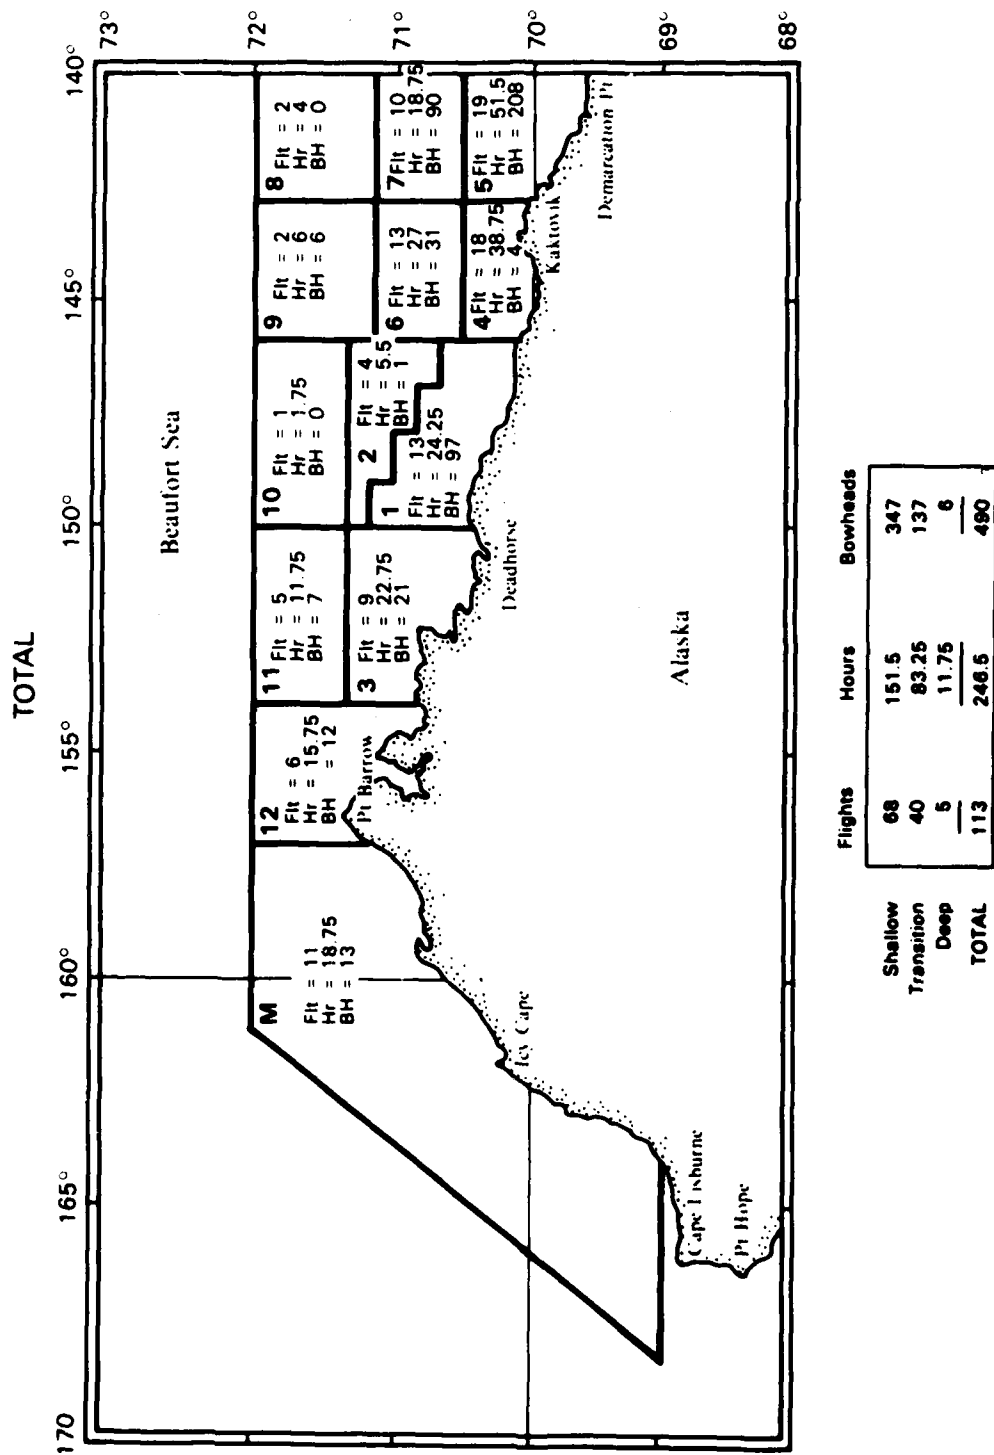 TOTAL
170
165°
160°
155°
150°
145°
140°
73°
72°
71°
70°
69°
68°
Beaufort Sea
M
Flt = 11
Hr = 18.75
BH = 13
12
Flt = 6
Hr = 15.75
BH = 12
11
Flt = 5
Hr = 11.75
BH = 7
10
Flt = 1
Hr = 1.75
BH = 0
9
Flt = 2
Hr = 6
BH = 6
8
Flt = 2
Hr = 4
BH = 0
3
Flt = 9
Hr = 22.75
BH = 21
2
Flt = 4
Hr = 5.5
BH = 1
1
Flt = 13
Hr = 24.25
BH = 97
6
Flt = 13
Hr = 27
BH = 31
7
Flt = 10
Hr = 18.75
BH = 90
4
Flt = 18
Hr = 38.75
BH = 4
5
Flt = 19
Hr = 51.5
BH = 208
Pt Barrow
Icy Cape
Cape Lisburne
Pt Hope
Deadhorse
Kaktovik
Demarcation Pt
Alaska
Flights Hours Bowheads
Shallow 68 151.5 347
Transition 40 83.25 137
Deep 5 11.75 6
TOTAL 113 246.5 490